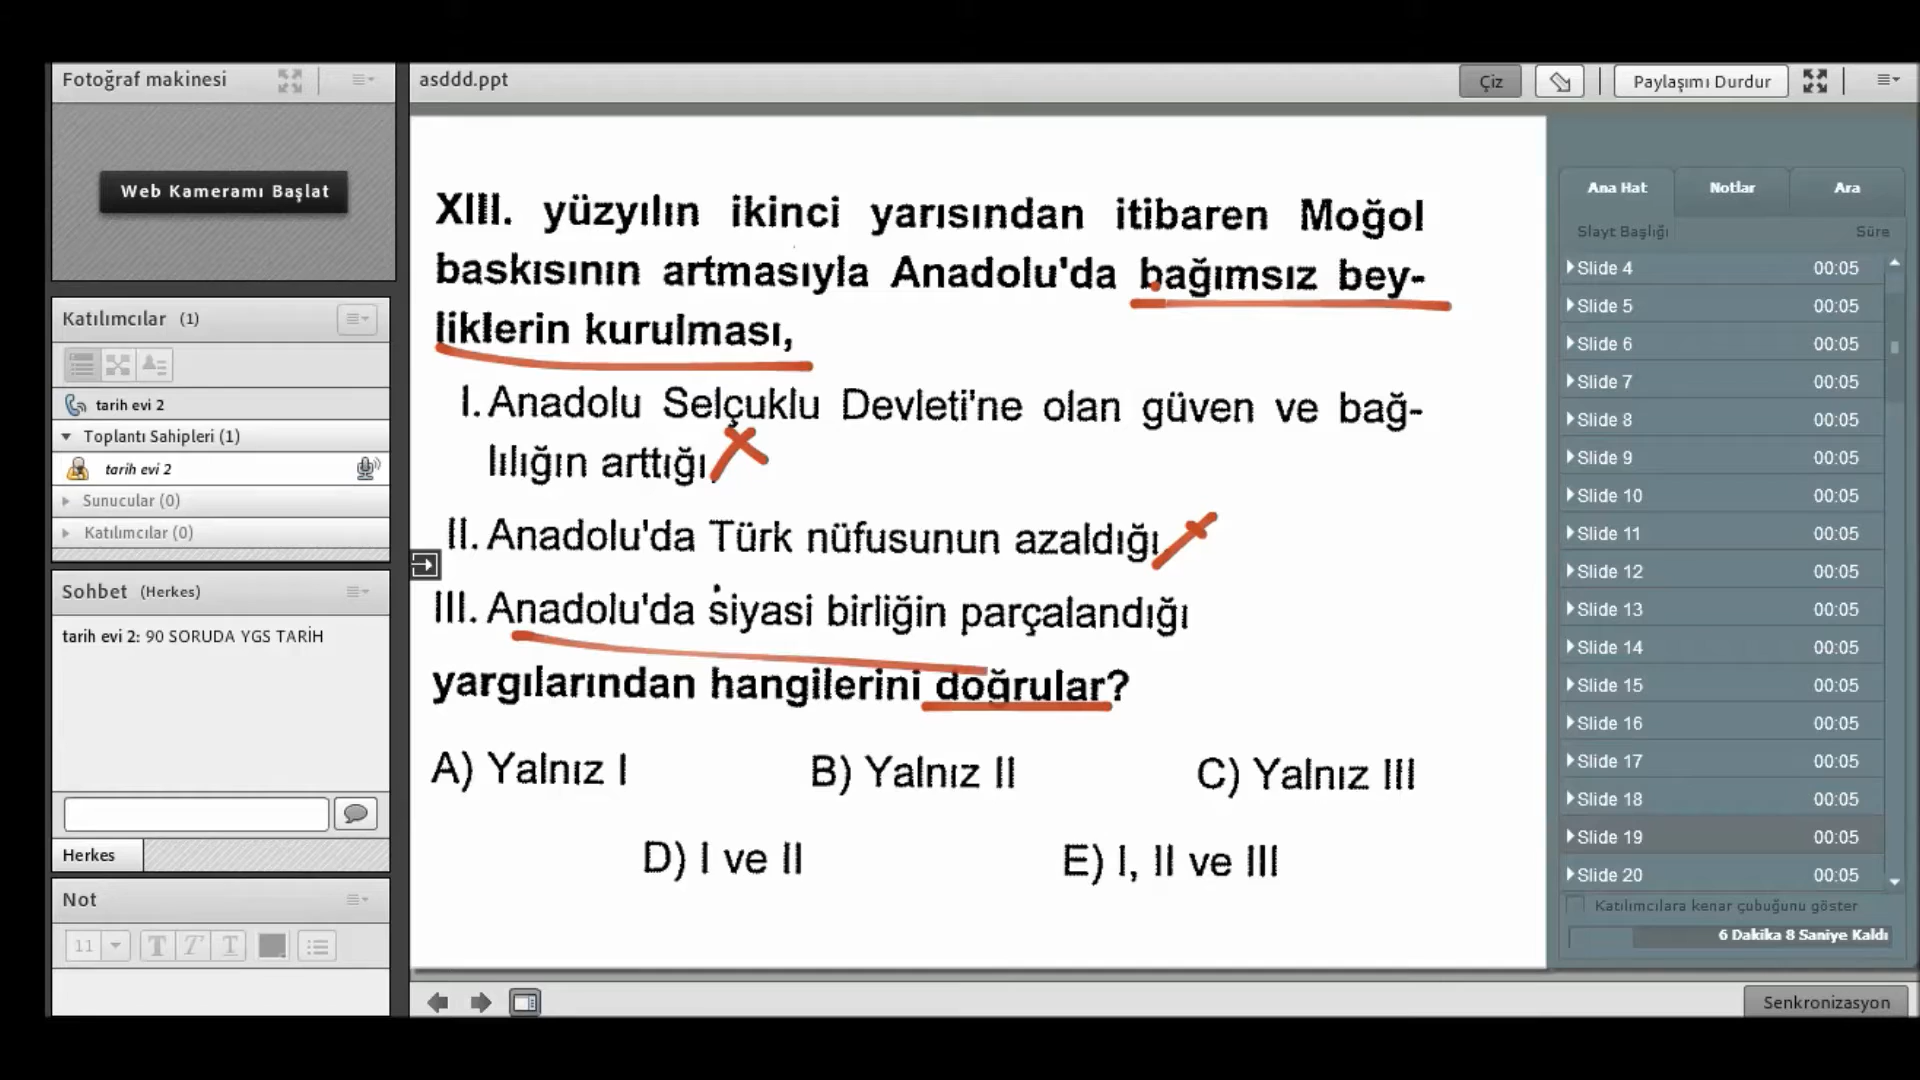 Fotoğraf makinesi
Web Kameramı Başlat
Katılımcılar (1)
tarih evi 2
Toplantı Sahipleri (1)
tarih evi 2
Sunucular (0)
Katılımcılar (0)
Sohbet (Herkes)
tarih evi 2: 90 SORUDA YGS TARİH
Herkes
Not
11
asddd.ppt
Çiz
Paylaşımı Durdur
XIII. yüzyılın ikinci yarısından itibaren Moğol
baskısının artmasıyla Anadolu'da bağımsız bey-
liklerin kurulması,
I. Anadolu Selçuklu Devleti'ne olan güven ve bağ-
lılığın arttığı,
II. Anadolu'da Türk nüfusunun azaldığı,
III. Anadolu'da siyasi birliğin parçalandığı
yargılarından hangilerini doğrular?
A) Yalnız I B) Yalnız II C) Yalnız III
D) I ve II E) I, II ve III
Ana Hat Notlar Ara
Slayt Başlığı Süre
Slide 4 00:05
Slide 5 00:05
Slide 6 00:05
Slide 7 00:05
Slide 8 00:05
Slide 9 00:05
Slide 10 00:05
Slide 11 00:05
Slide 12 00:05
Slide 13 00:05
Slide 14 00:05
Slide 15 00:05
Slide 16 00:05
Slide 17 00:05
Slide 18 00:05
Slide 19 00:05
Slide 20 00:05
Katılımcılara kenar çubuğunu göster
6 Dakika 8 Saniye Kaldı
Senkronizasyon